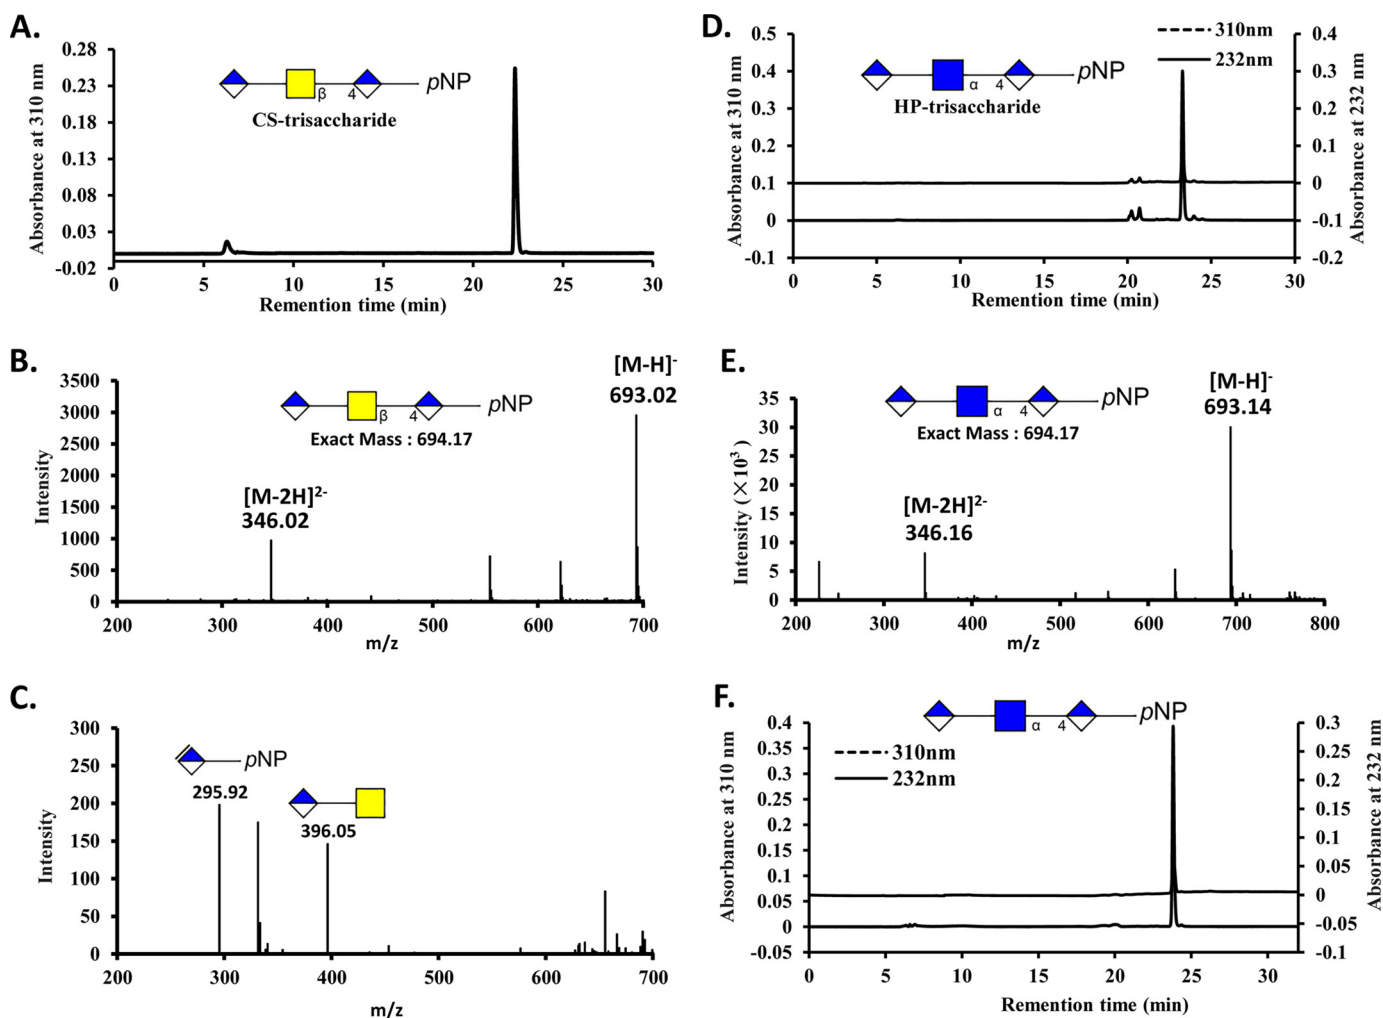 A.
0.28
0.23
0.18
0.13
0.08
0.03
-0.02
Absorbance at 310 nm
β
4
pNP
CS-trisaccharide
0
5
10
15
20
25
30
Remention time (min)
D.
310nm
232nm
0.5
0.4
0.3
0.2
0.1
0
-0.1
Absorbance at 310 nm
α
4
pNP
HP-trisaccharide
0.4
0.3
0.2
0.1
0
-0.1
-0.2
Absorbance at 232 nm
0
5
10
15
20
25
30
Remention time (min)
B.
3500
3000
2500
2000
1500
1000
500
0
Intensity
β
4
pNP
Exact Mass : 694.17
[M-H]-
693.02
[M-2H]2-
346.02
200
300
400
500
600
700
m/z
E.
35
30
25
20
15
10
5
0
Intensity (×10³)
α
4
pNP
Exact Mass : 694.17
[M-H]-
693.14
[M-2H]2-
346.16
200
300
400
500
600
700
800
m/z
C.
300
250
200
150
100
50
0
Intensity
pNP
295.92
396.05
200
300
400
500
600
700
m/z
F.
α
4
pNP
310nm
232nm
0.4
0.35
0.3
0.25
0.2
0.15
0.1
0.05
0
-0.05
Absorbance at 310 nm
0.3
0.25
0.2
0.15
0.1
0.05
0
-0.05
-0.1
Absorbance at 232 nm
0
5
10
15
20
25
30
Remention time (min)